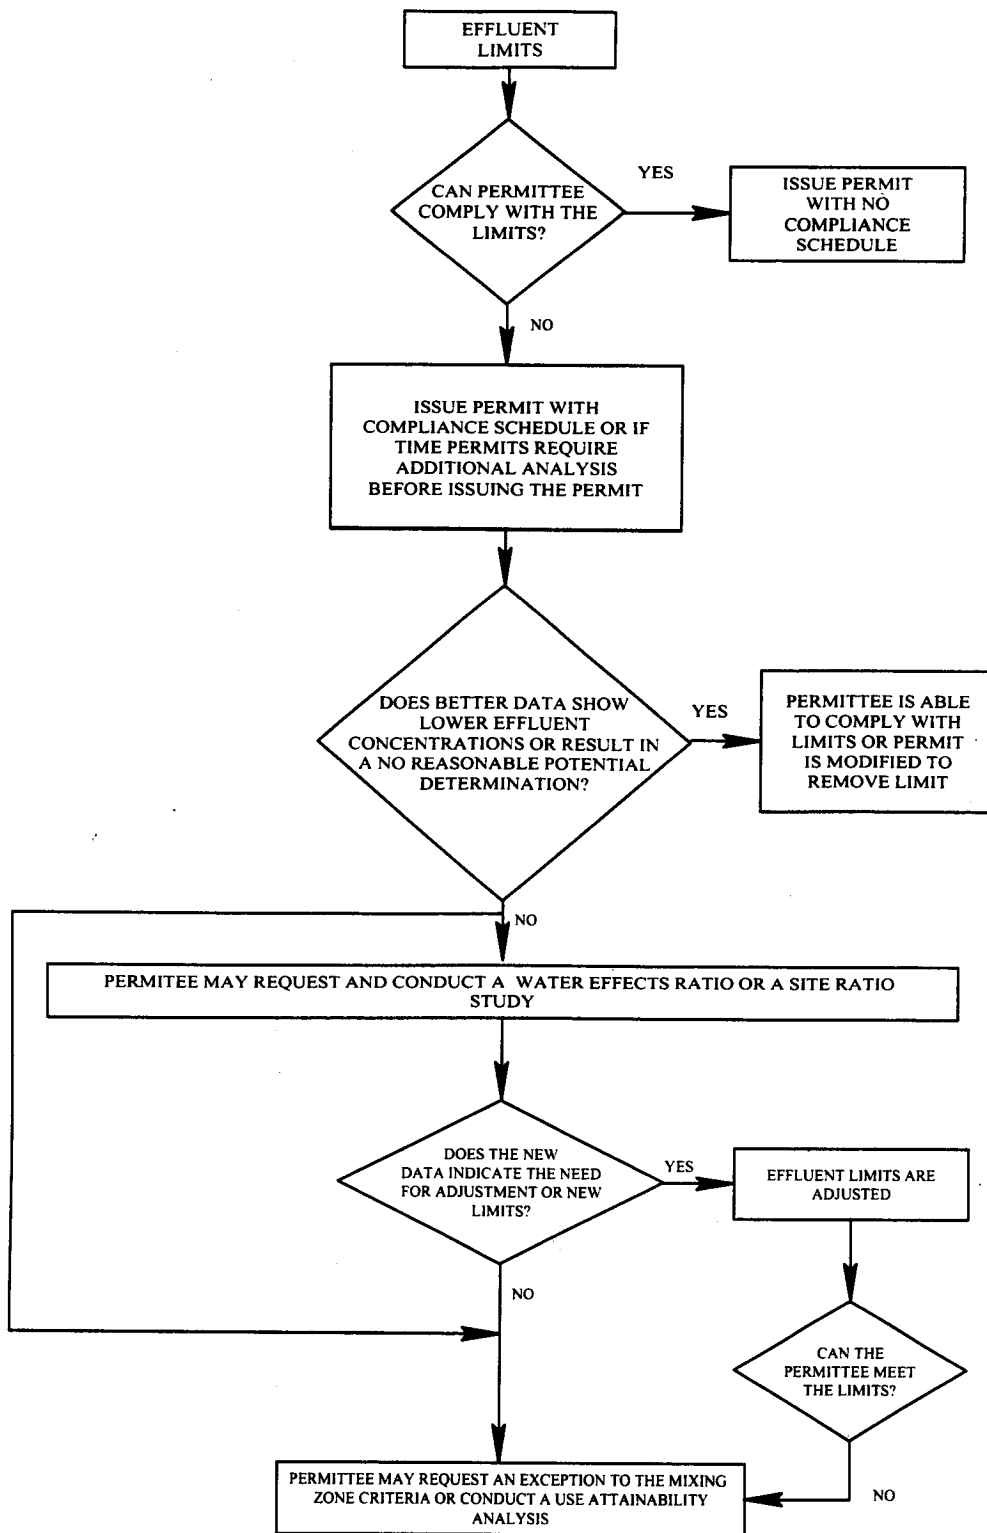 EFFLUENT
LIMITS
CAN PERMITTEE
COMPLY WITH THE
LIMITS?
YES
ISSUE PERMIT
WITH NO
COMPLIANCE
SCHEDULE
NO
ISSUE PERMIT WITH
COMPLIANCE SCHEDULE OR IF
TIME PERMITS REQUIRE
ADDITIONAL ANALYSIS
BEFORE ISSUING THE PERMIT
DOES BETTER DATA SHOW
LOWER EFFLUENT
CONCENTRATIONS OR RESULT IN
A NO REASONABLE POTENTIAL
DETERMINATION?
YES
PERMITTEE IS ABLE
TO COMPLY WITH
LIMITS OR PERMIT
IS MODIFIED TO
REMOVE LIMIT
NO
PERMITEE MAY REQUEST AND CONDUCT A WATER EFFECTS RATIO OR A SITE RATIO
STUDY
DOES THE NEW
DATA INDICATE THE NEED
FOR ADJUSTMENT OR NEW
LIMITS?
YES
EFFLUENT LIMITS ARE
ADJUSTED
NO
CAN THE
PERMITTEE MEET
THE LIMITS?
NO
PERMITTEE MAY REQUEST AN EXCEPTION TO THE MIXING
ZONE CRITERIA OR CONDUCT A USE ATTAINABILITY
ANALYSIS